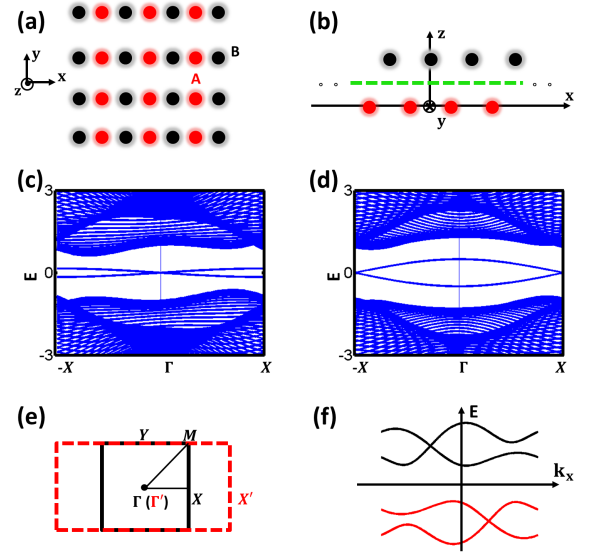 (a)
y
z
x
B
A
(b)
z
x
y
(c)
3
E
0
-3
-X
Γ
X
(d)
3
E
0
-3
-X
Γ
X
(e)
Y
M
Γ (Γ′)
X
X′
(f)
E
kx